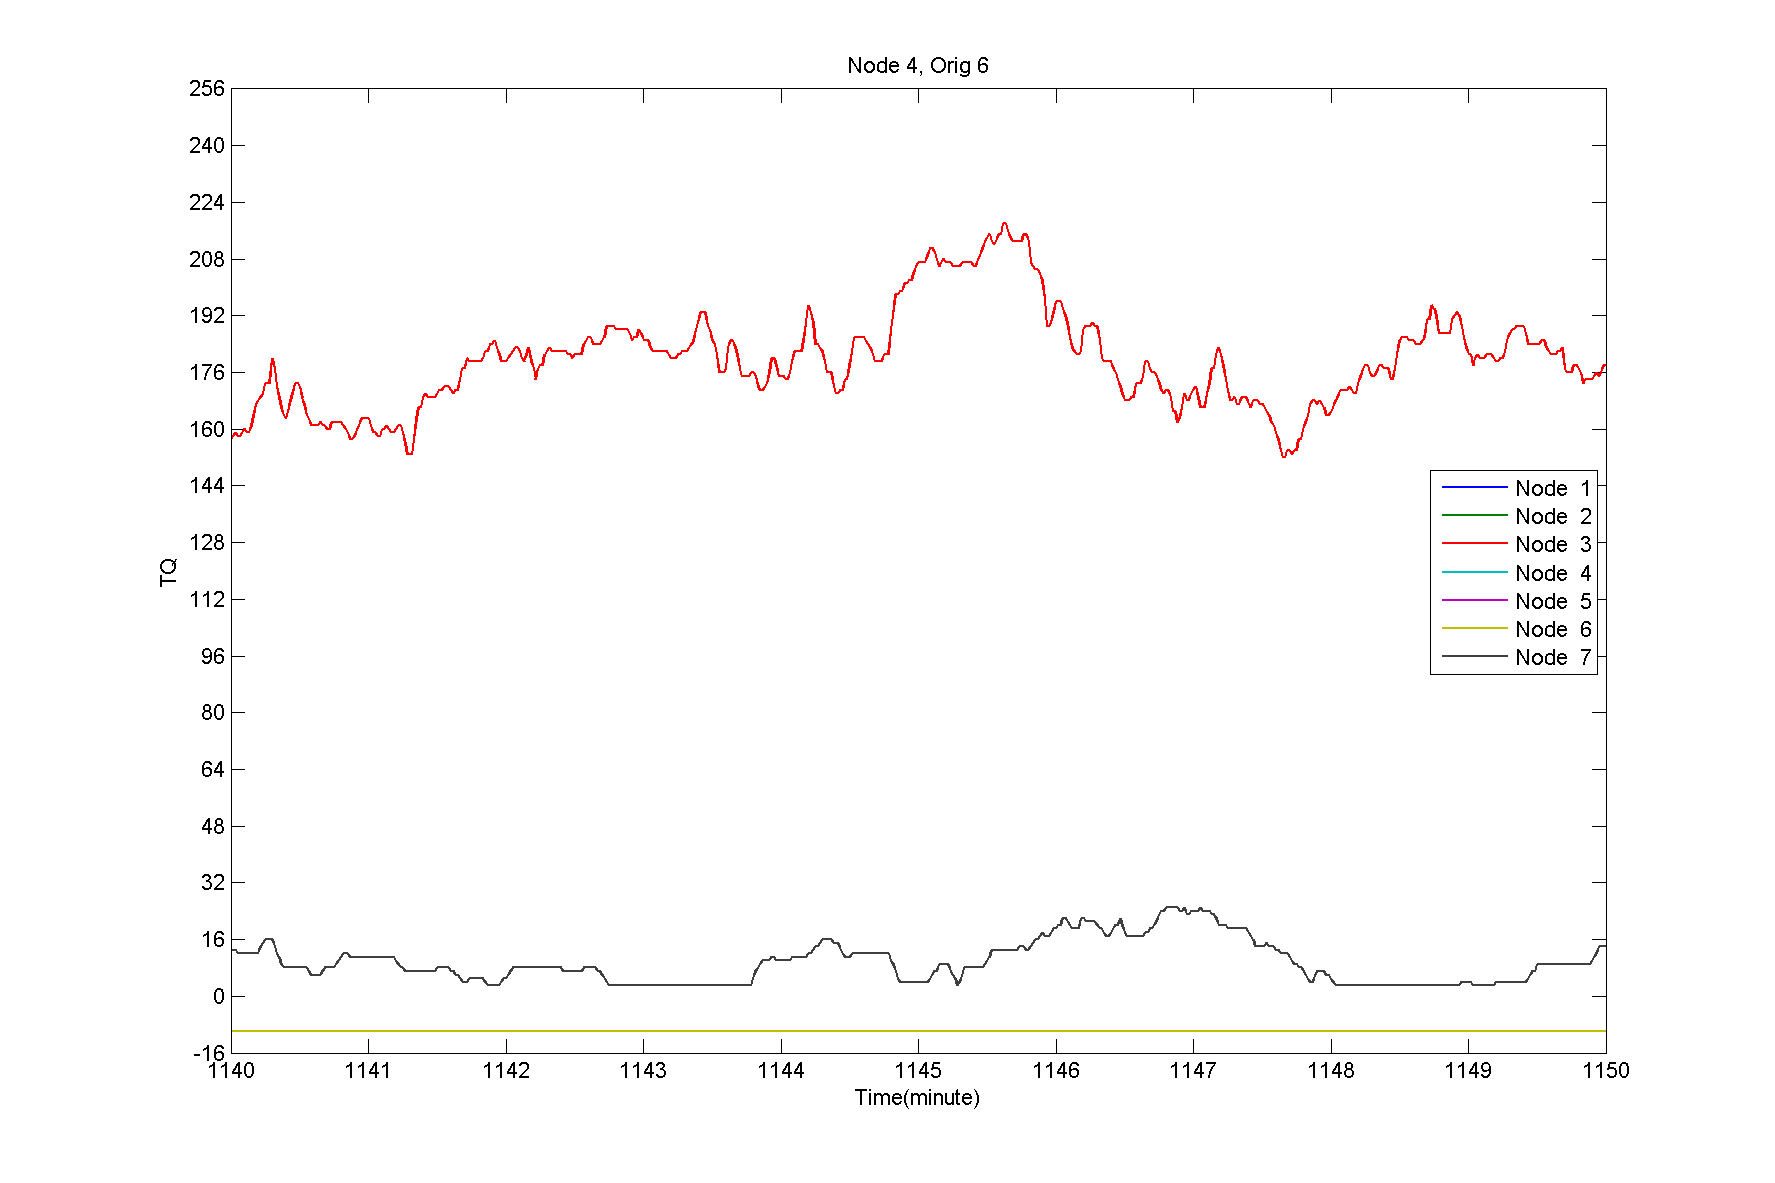 Node 4, Orig 6
256
240
224
208
192
176
160
144
128
112
96
80
64
48
32
16
0
-16
TQ
Node 1
Node 2
Node 3
Node 4
Node 5
Node 6
Node 7
1140 1141 1142 1143 1144 1145 1146 1147 1148 1149 1150
Time(minute)